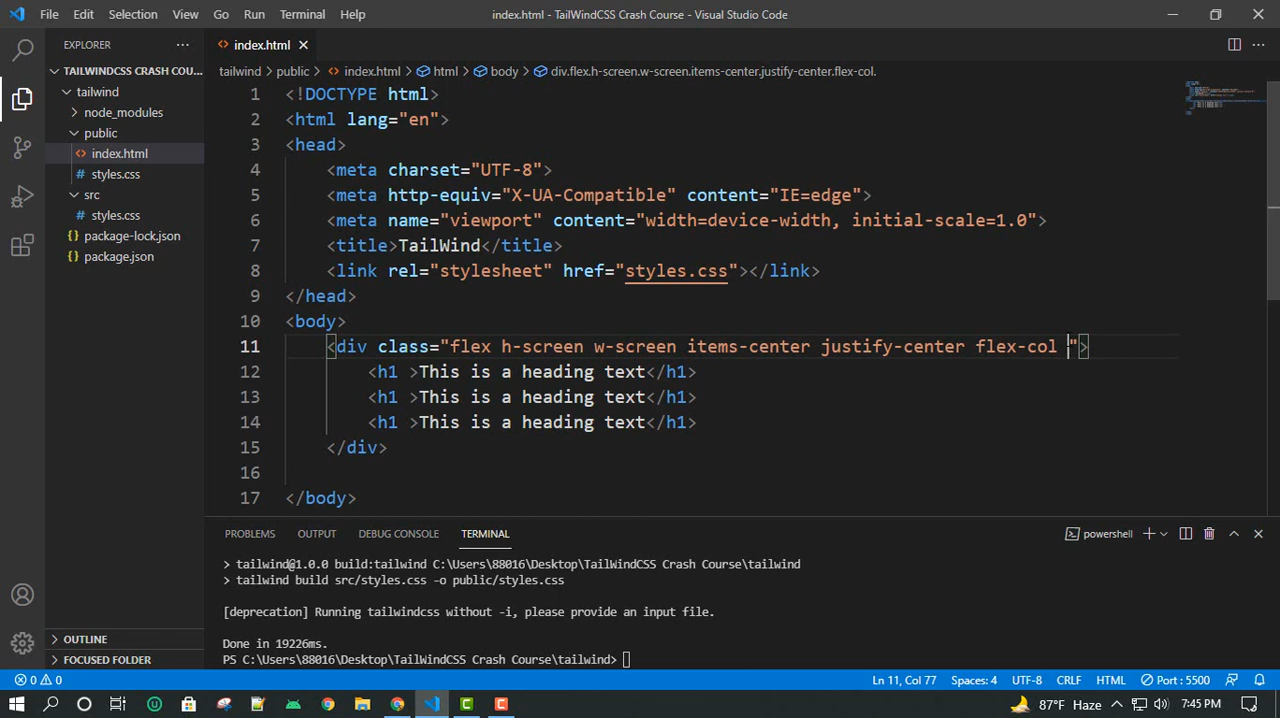 File Edit Selection View Go Run Terminal Help index.html - TailWindCSS Crash Course - Visual Studio Code
EXPLORER
TAILWINDCSS CRASH COU...
tailwind
node_modules
public
index.html
styles.css
src
styles.css
package-lock.json
package.json
OUTLINE
FOCUSED FOLDER
index.html
tailwind > public > index.html > html > body > div.flex.h-screen.w-screen.items-center.justify-center.flex-col.
1 <!DOCTYPE html>
2 <html lang="en">
3 <head>
4 <meta charset="UTF-8">
5 <meta http-equiv="X-UA-Compatible" content="IE=edge">
6 <meta name="viewport" content="width=device-width, initial-scale=1.0">
7 <title>TailWind</title>
8 <link rel="stylesheet" href="styles.css"></link>
9 </head>
10 <body>
11 <div class="flex h-screen w-screen items-center justify-center flex-col ">
12 <h1 >This is a heading text</h1>
13 <h1 >This is a heading text</h1>
14 <h1 >This is a heading text</h1>
15 </div>
16
17 </body>
PROBLEMS OUTPUT DEBUG CONSOLE TERMINAL powershell
> tailwind@1.0.0 build:tailwind C:\Users\88016\Desktop\TailWindCSS Crash Course\tailwind
> tailwind build src/styles.css -o public/styles.css
[deprecation] Running tailwindcss without -i, please provide an input file.
Done in 19226ms.
PS C:\Users\88016\Desktop\TailWindCSS Crash Course\tailwind>
0 0 Ln 11, Col 77 Spaces: 4 UTF-8 CRLF HTML Port : 5500
87°F Haze 7:45 PM